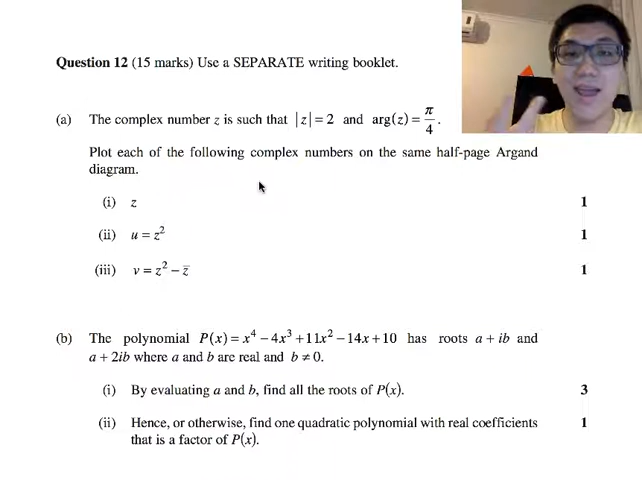 Question 12 (15 marks) Use a SEPARATE writing booklet.
(a) The complex number z is such that |z| = 2 and arg(z) = π/4.
Plot each of the following complex numbers on the same half-page Argand
diagram.
(i) z 1
(ii) u = z² 1
(iii) v = z² − z̅ 1
(b) The polynomial P(x) = x⁴ − 4x³ + 11x² − 14x + 10 has roots a + ib and
a + 2ib where a and b are real and b ≠ 0.
(i) By evaluating a and b, find all the roots of P(x). 3
(ii) Hence, or otherwise, find one quadratic polynomial with real coefficients 1
that is a factor of P(x).